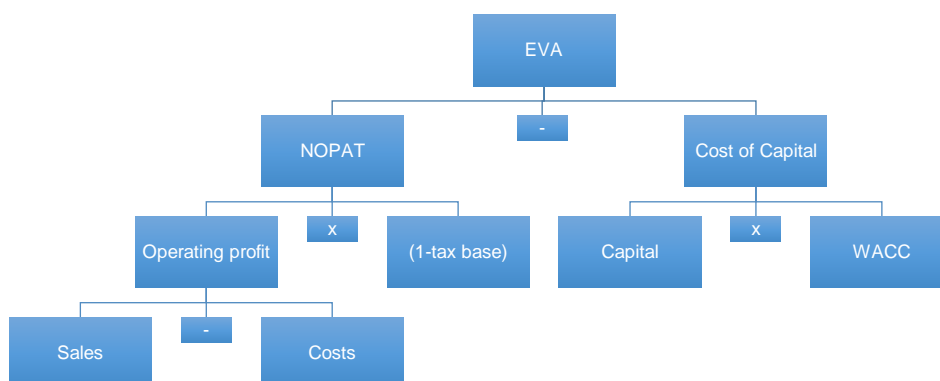 EVA
NOPAT
-
Cost of Capital
Operating profit
x
(1-tax base)
Capital
x
WACC
Sales
-
Costs